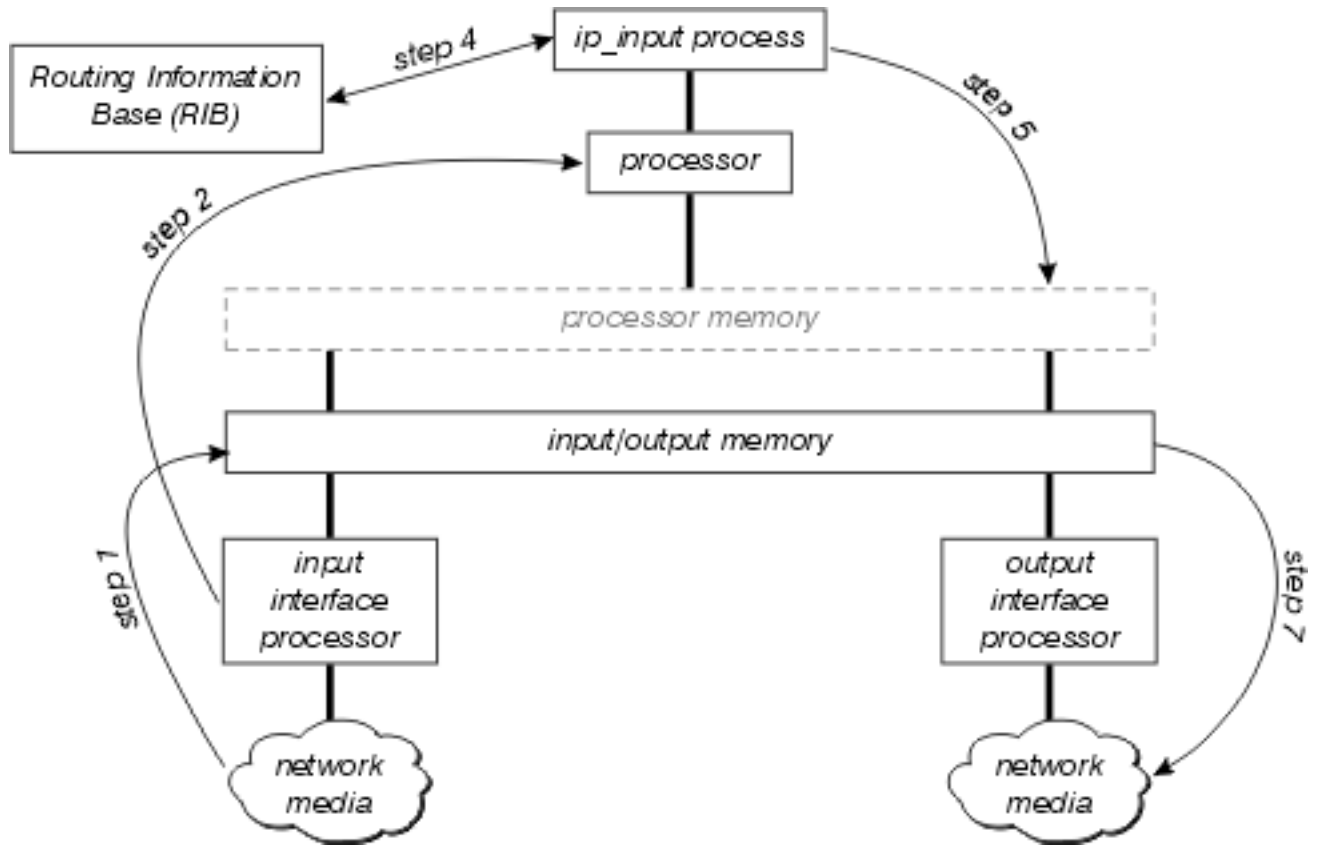 step 4
ip_input process
Routing Information
Base (RIB)
step 5
processor
step 2
processor memory
input/output memory
step 1
input
interface
processor
output
interface
processor
step 7
network
media
network
media